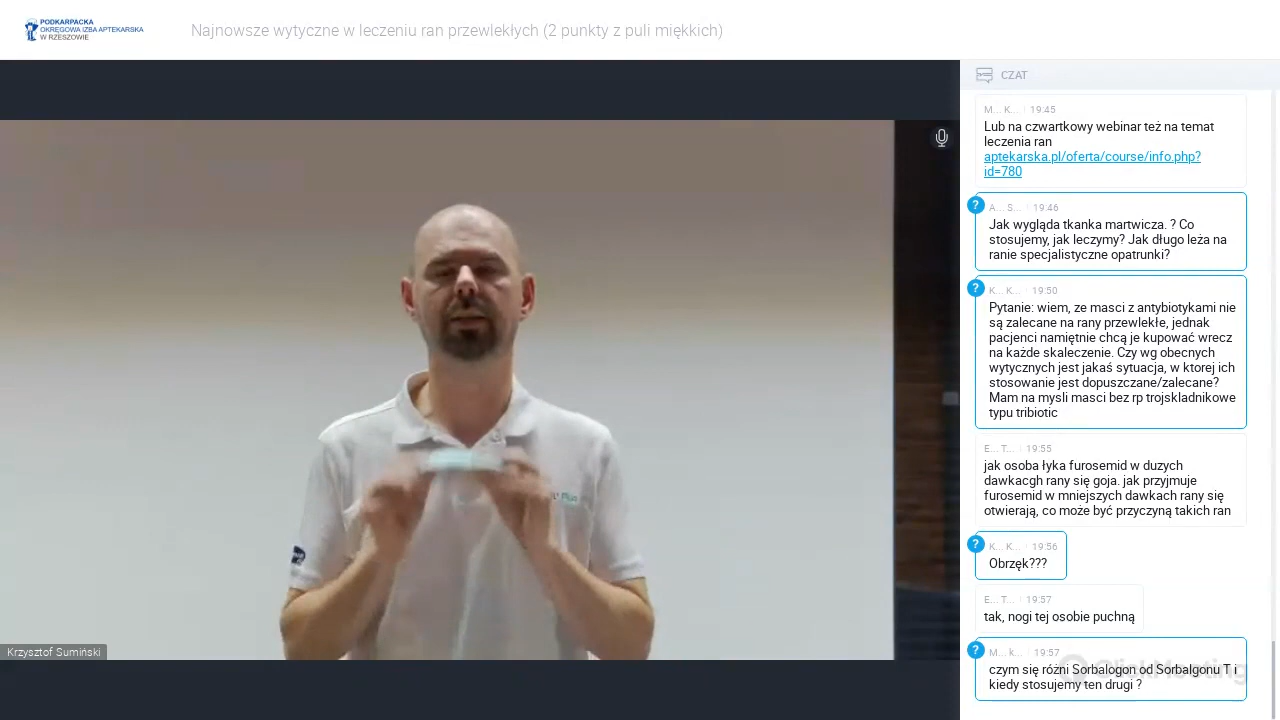 PODKARPACKA
OKRĘGOWA IZBA APTEKARSKA
W RZESZOWIE
Najnowsze wytyczne w leczeniu ran przewlekłych (2 punkty z puli miękkich)
CZAT
M... K... 19:45
Lub na czwartkowy webinar też na temat
leczenia ran
aptekarska.pl/oferta/course/info.php?
id=780
? A... S... 19:46
Jak wygląda tkanka martwicza. ? Co
stosujemy, jak leczymy? Jak długo leża na
ranie specjalistyczne opatrunki?
? K... K... 19:50
Pytanie: wiem, ze masci z antybiotykami nie
są zalecane na rany przewlekłe, jednak
pacjenci namiętnie chcą je kupować wrecz
na każde skaleczenie. Czy wg obecnych
wytycznych jest jakaś sytuacja, w ktorej ich
stosowanie jest dopuszczane/zalecane?
Mam na mysli masci bez rp trojskladnikowe
typu tribiotic
E... T... 19:55
jak osoba łyka furosemid w duzych
dawkacgh rany się goja. jak przyjmuje
furosemid w mniejszych dawkach rany się
otwierają, co może być przyczyną takich ran
? K... K... 19:56
Obrzęk???
E... T... 19:57
tak, nogi tej osobie puchną
? M... k... 19:57
czym się różni Sorbalogon od Sorbalgonu T i
kiedy stosujemy ten drugi ?
ClickMeeting
Krzysztof Sumiński